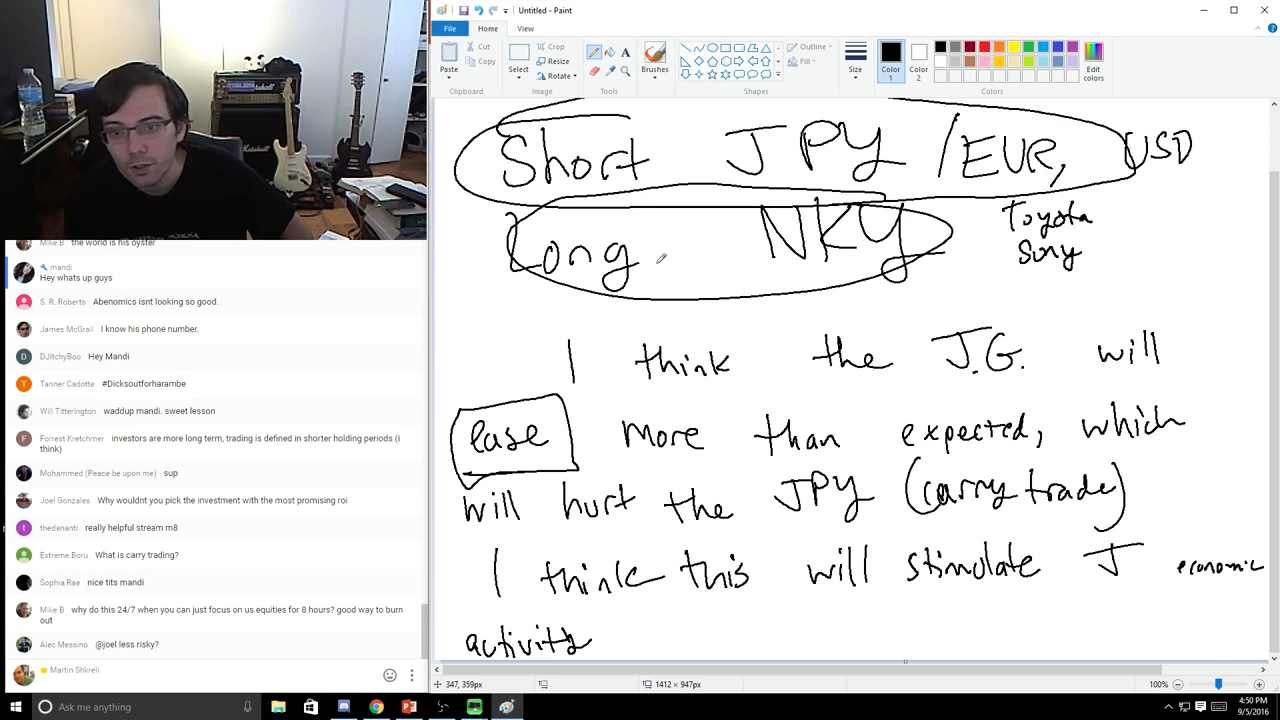 Untitled - Paint
File
Home
View
Paste
Cut
Copy
Clipboard
Select
Crop
Resize
Rotate
Image
Tools
Brushes
Shapes
Outline
Fill
Size
Color 1
Color 2
Edit colors
Colors
Marshall
Marshall
Short JPY / EUR, USD
Long NKY
Toyota
Sony
I think the J.G. will
ease more than expected, which
will hurt the JPY (carry trade)
I think this will stimulate J economic
activity
Mike B the world is his oyster
mandi
Hey whats up guys
S. R. Roberts Abenomics isnt looking so good.
James McGrail I know his phone number.
DJItchyBoo Hey Mandi
Tanner Cadotte #Dicksoutforharambe
Will Titterington waddup mandi. sweet lesson
Forrest Kretchmer investors are more long term, trading is defined in shorter holding periods (i
think)
Mohammed (Peace be upon me) sup
Joel Gonzales Why wouldnt you pick the investment with the most promising roi
thedananti really helpful stream m8
Extreme Boru What is carry trading?
Sophia Rae nice tits mandi
Mike B why do this 24/7 when you can just focus on us equities for 8 hours? good way to burn
out
Alec Messino @joel less risky?
Martin Shkreli
347, 359px
1412 × 947px
100%
Ask me anything
4:50 PM
9/5/2016